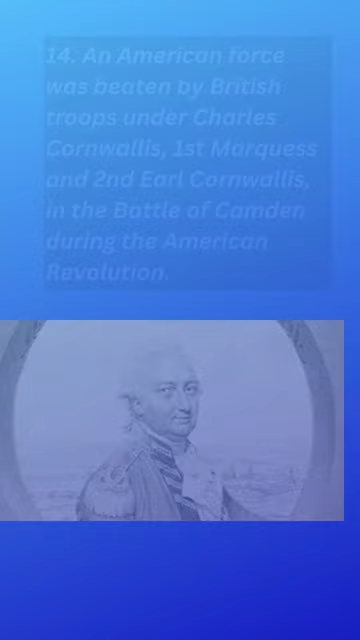 14. An American force
was beaten by British
troops under Charles
Cornwallis, 1st Marquess
and 2nd Earl Cornwallis,
in the Battle of Camden
during the American
Revolution.